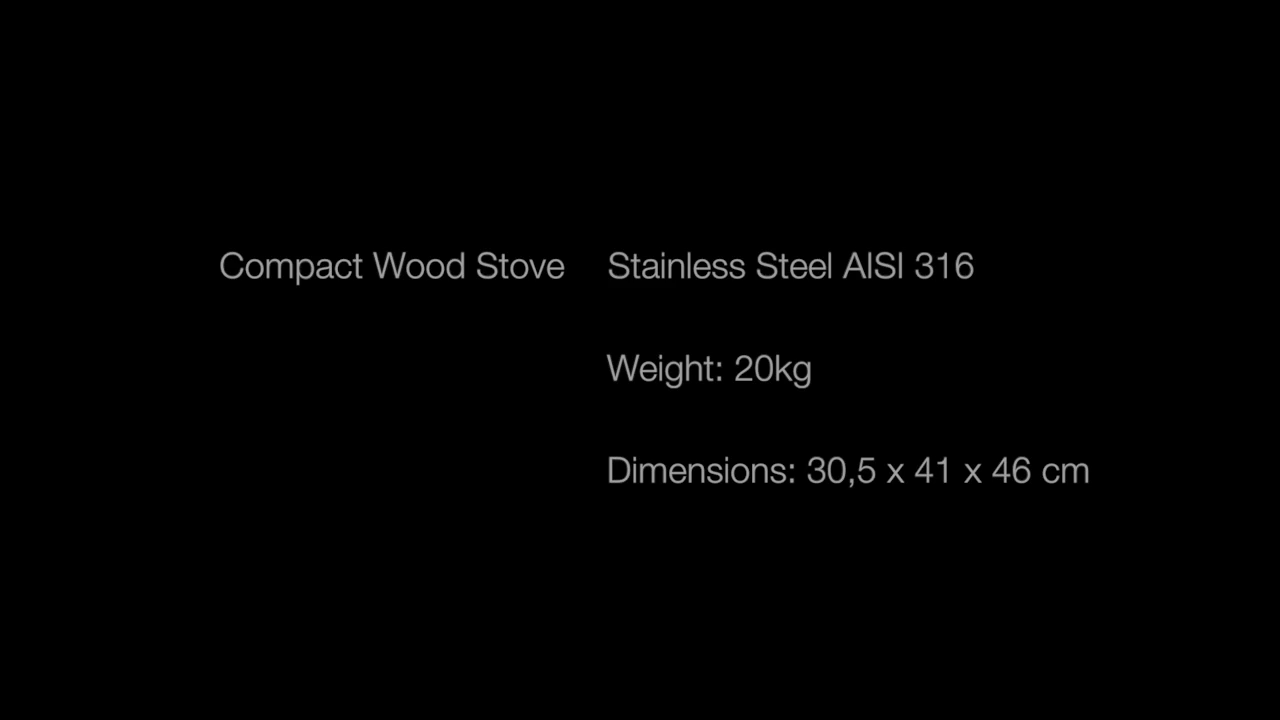 Compact Wood Stove Stainless Steel AISI 316
Weight: 20kg
Dimensions: 30,5 x 41 x 46 cm